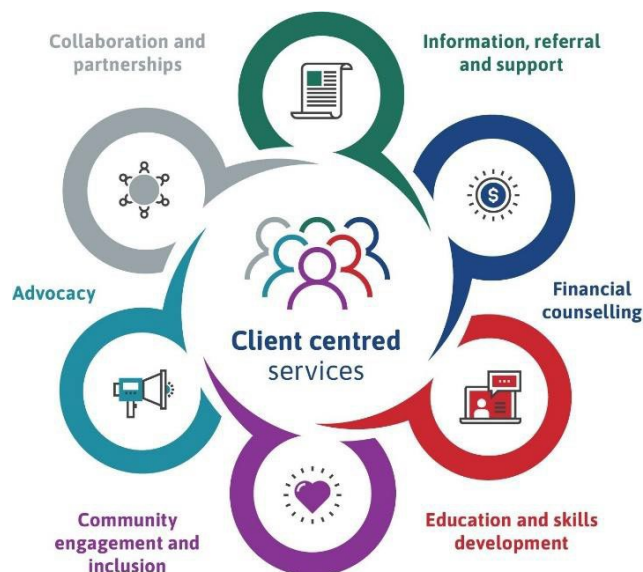 Collaboration and
partnerships
Information, referral
and support
$
Advocacy
Client centred
services
Financial
counselling
Community
engagement and
inclusion
Education and skills
development